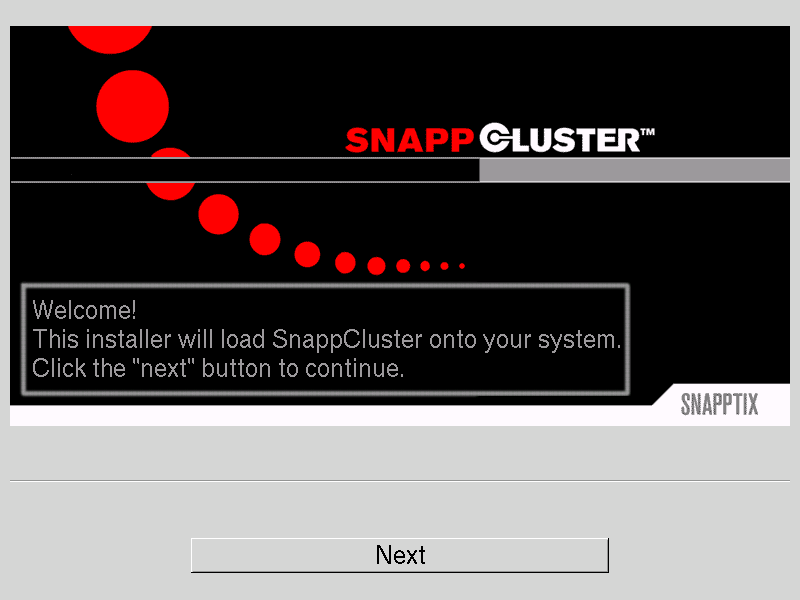 SNAPPCLUSTER™
Welcome!
This installer will load SnappCluster onto your system.
Click the "next" button to continue.
SNAPPTIX
Next